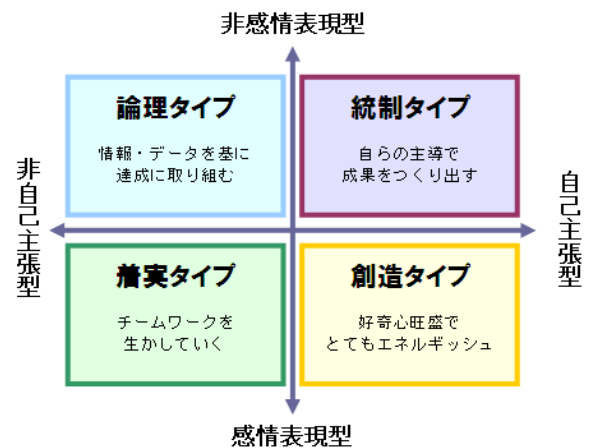 非感情表現型
論理タイプ
情報・データを基に
達成に取り組む
統制タイプ
自らの主導で
成果をつくり出す
非自己主張型
自己主張型
着実タイプ
チームワークを
生かしていく
創造タイプ
好奇心旺盛で
とてもエネルギッシュ
感情表現型